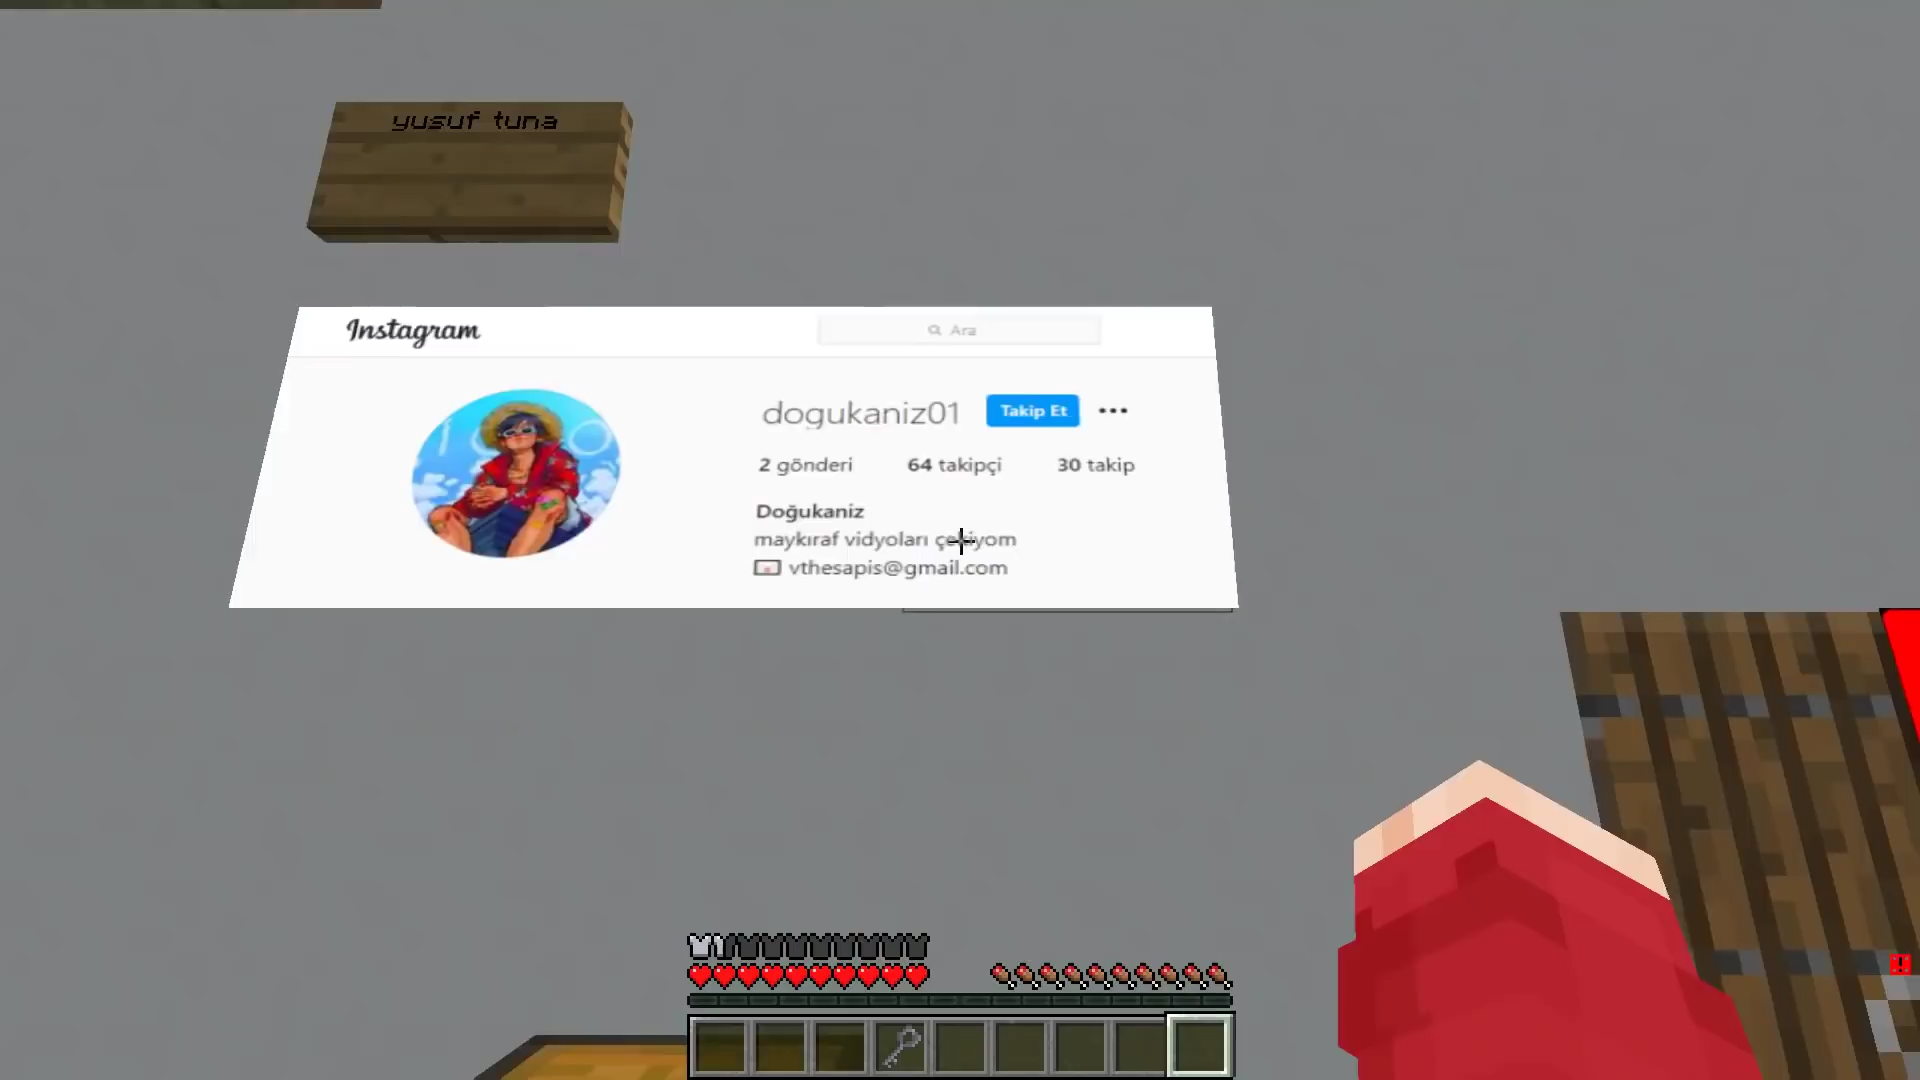 yusuf tuna
Instagram
Ara
dogukaniz01 Takip Et
2 gönderi 64 takipçi 30 takip
Doğukaniz
maykıraf vidyoları çekiyom
vthesapis@gmail.com